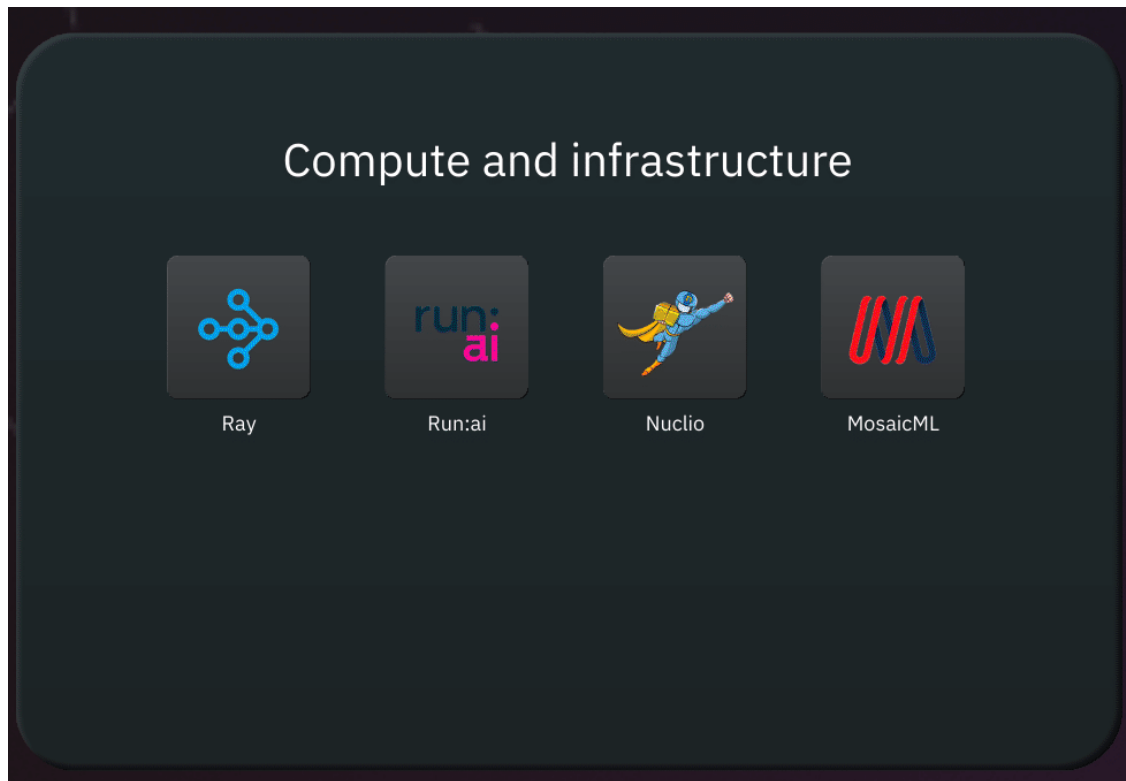 Compute and infrastructure
run:
ai
Ray
Run:ai
Nuclio
MosaicML